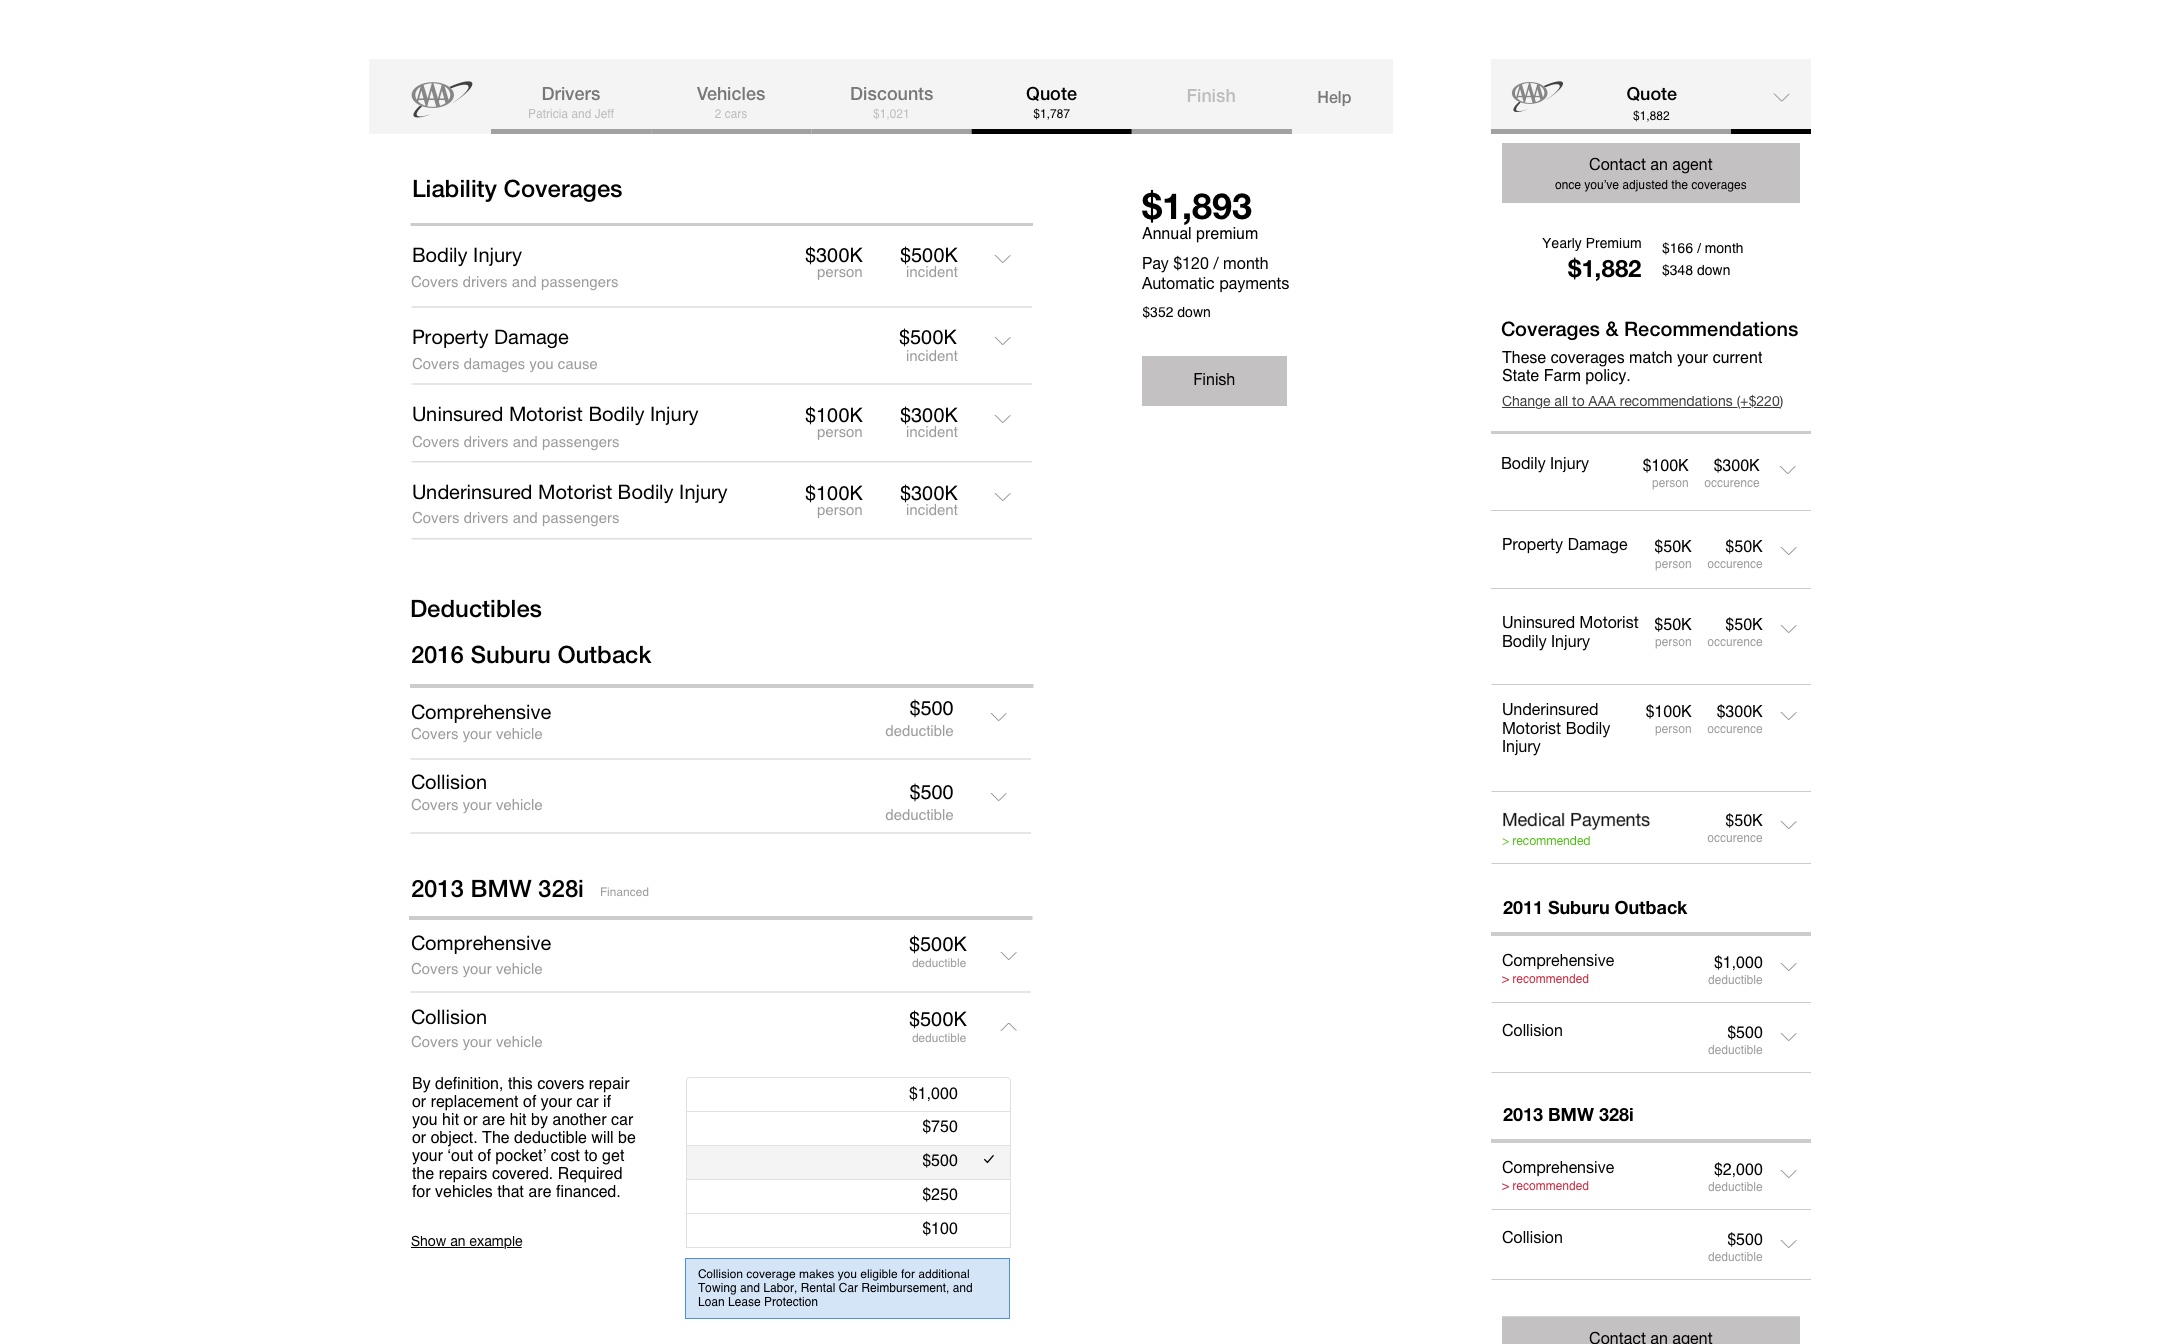 AAA
Drivers
Patricia and Jeff
Vehicles
2 cars
Discounts
$1,021
Quote
$1,787
Finish
Help
Liability Coverages
Bodily Injury
Covers drivers and passengers
$300K
person
$500K
incident
Property Damage
Covers damages you cause
$500K
incident
Uninsured Motorist Bodily Injury
Covers drivers and passengers
$100K
person
$300K
incident
Underinsured Motorist Bodily Injury
Covers drivers and passengers
$100K
person
$300K
incident
$1,893
Annual premium
Pay $120 / month
Automatic payments
$352 down
Finish
Deductibles
2016 Suburu Outback
Comprehensive
Covers your vehicle
$500
deductible
Collision
Covers your vehicle
$500
deductible
2013 BMW 328i Financed
Comprehensive
Covers your vehicle
$500K
deductible
Collision
Covers your vehicle
$500K
deductible
By definition, this covers repair
or replacement of your car if
you hit or are hit by another car
or object. The deductible will be
your ‘out of pocket’ cost to get
the repairs covered. Required
for vehicles that are financed.
Show an example
$1,000
$750
$500
$250
$100
Collision coverage makes you eligible for additional
Towing and Labor, Rental Car Reimbursement, and
Loan Lease Protection
AAA
Quote
$1,882
Contact an agent
once you’ve adjusted the coverages
Yearly Premium
$1,882
$166 / month
$348 down
Coverages & Recommendations
These coverages match your current
State Farm policy.
Change all to AAA recommendations (+$220)
Bodily Injury
$100K
person
$300K
occurence
Property Damage
$50K
person
$50K
occurence
Uninsured Motorist
Bodily Injury
$50K
person
$50K
occurence
Underinsured
Motorist Bodily
Injury
$100K
person
$300K
occurence
Medical Payments
> recommended
$50K
occurence
2011 Suburu Outback
Comprehensive
> recommended
$1,000
deductible
Collision
$500
deductible
2013 BMW 328i
Comprehensive
> recommended
$2,000
deductible
Collision
$500
deductible
Contact an agent